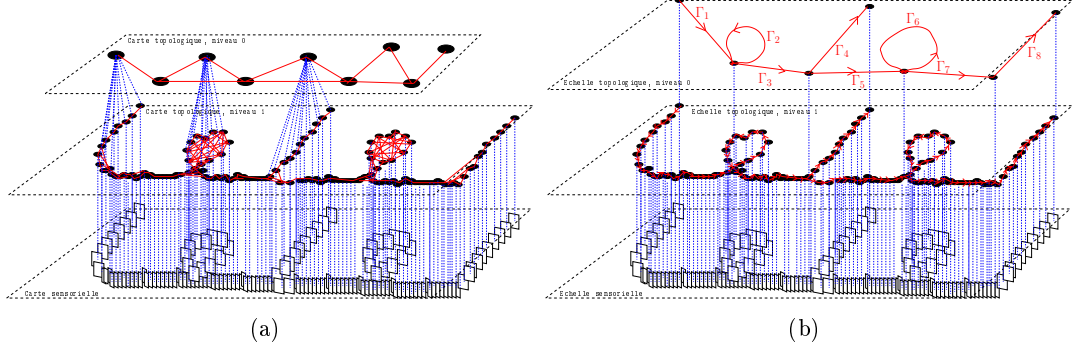 Carte topologique, niveau 0
Carte topologique, niveau 1
Carte sensorielle
(a)
Γ1
Γ2
Γ3
Γ4
Γ5
Γ6
Γ7
Γ8
Echelle topologique, niveau 0
Echelle topologique, niveau 1
Echelle sensorielle
(b)